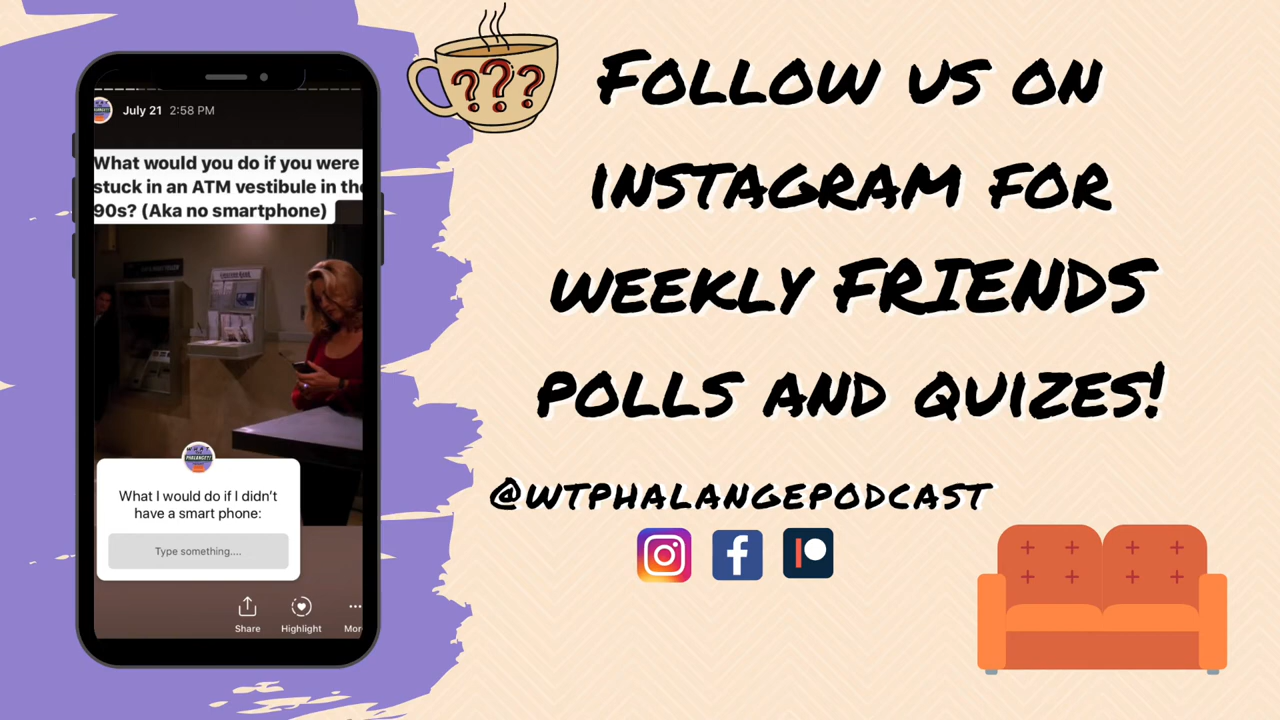 July 21 2:58 PM
What would you do if you were
stuck in an ATM vestibule in the
90s? (Aka no smartphone)
What I would do if I didn't
have a smart phone:
Type something....
Share Highlight Mor
???
FOLLOW US ON
INSTAGRAM FOR
WEEKLY FRIENDS
POLLS AND QUIZES!
@WTPHALANGEPODCAST